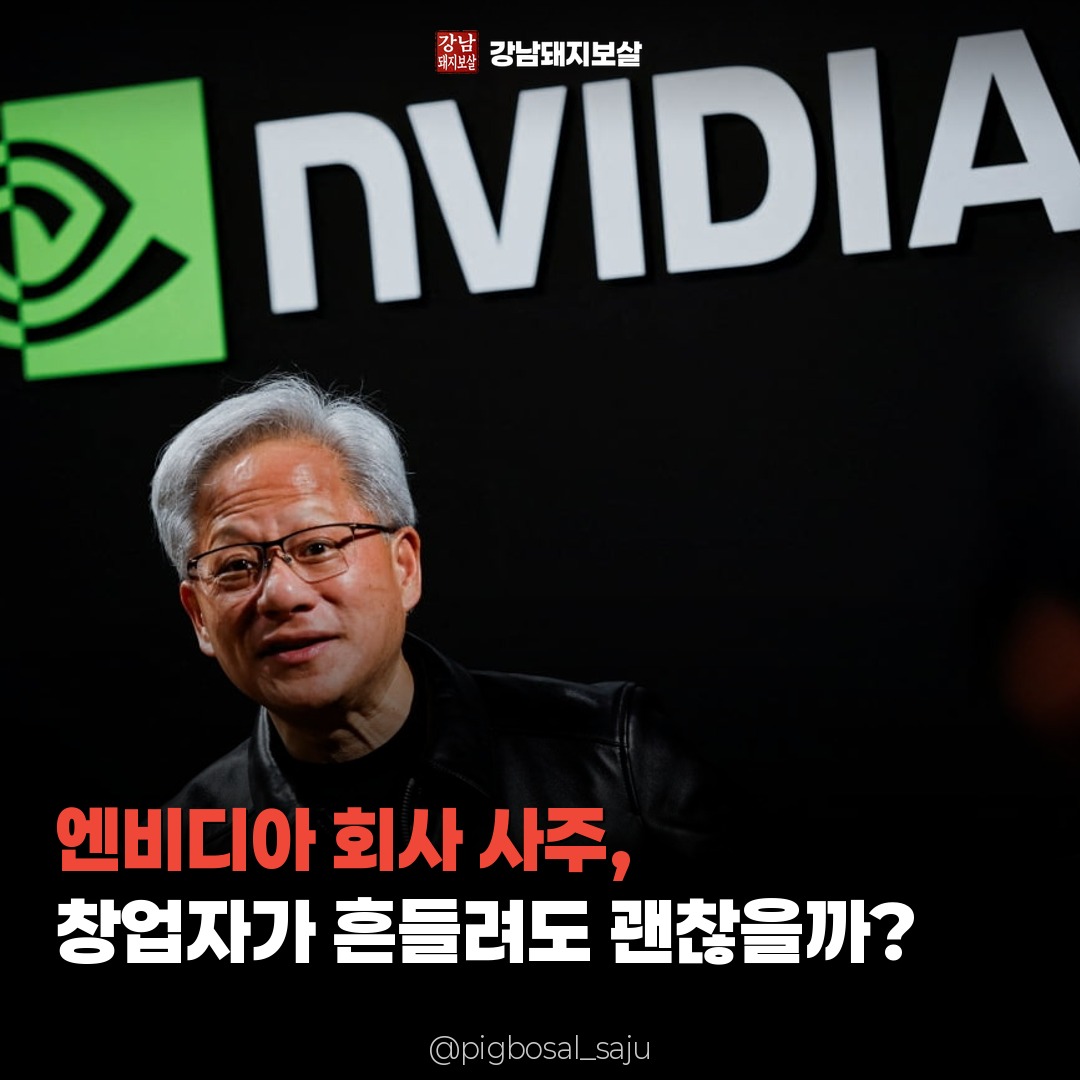 강남
돼지보살
강남돼지보살
nVIDIA
엔비디아 회사 사주,
창업자가 흔들려도 괜찮을까?
@pigbosal_saju